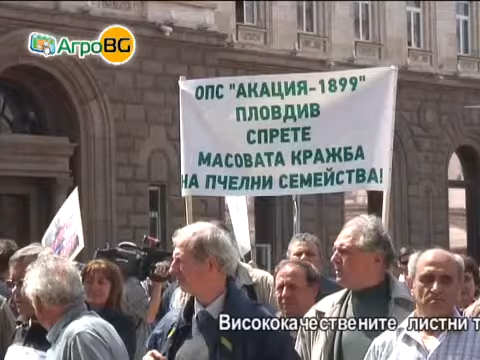 АгроBG
ОПС "АКАЦИЯ-1899"
ПЛОВДИВ
СПРЕТЕ
МАСОВАТА КРАЖБА
НА ПЧЕЛНИ СЕМЕЙСТВА!
Висококачествените листни т